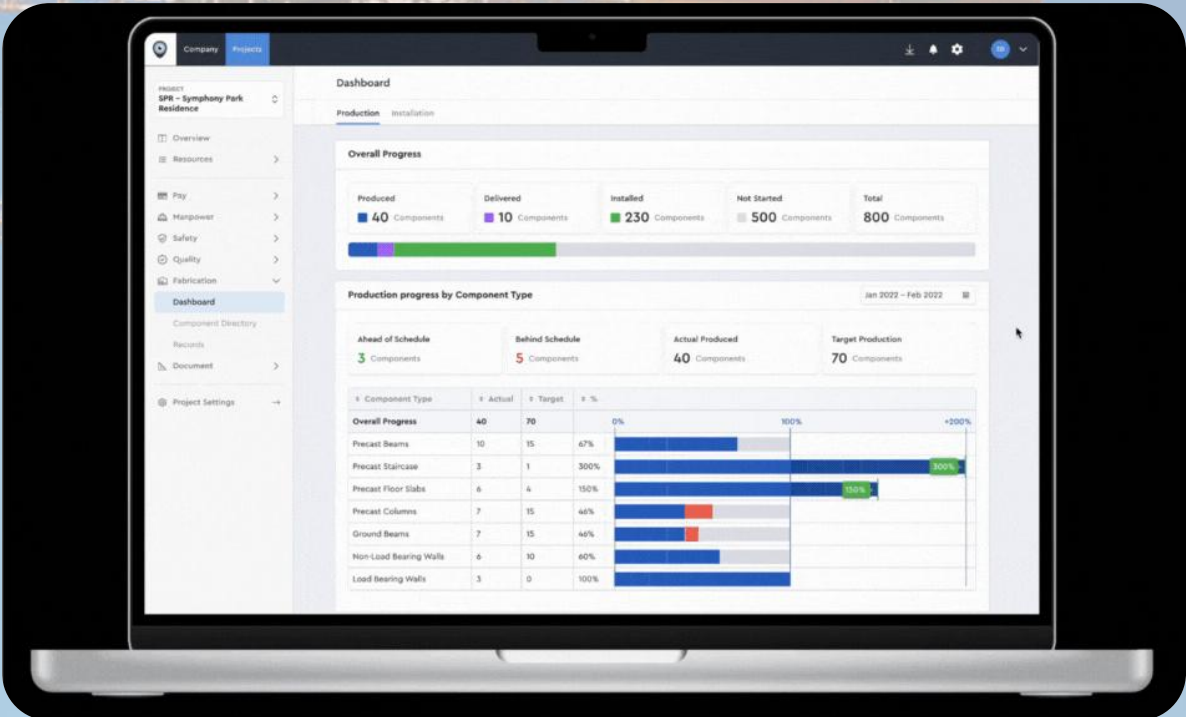 Company Projects
TD
PROJECT
SPR - Symphony Park
Residence
Overview
Resources
Pay
Manpower
Safety
Quality
Fabrication
Dashboard
Component Directory
Records
Document
Project Settings
Dashboard
Production Installation
Overall Progress
Produced Delivered Installed Not Started Total
40 Components 10 Components 230 Components 500 Components 800 Components
Production progress by Component Type Jan 2022 - Feb 2022
Ahead of Schedule Behind Schedule Actual Produced Target Production
3 Components 5 Components 40 Components 70 Components
Component Type Actual Target %
Overall Progress 40 70 0% 100% +200%
Precast Beams 10 15 67%
Precast Staircase 3 1 300% 300%
Precast Floor Slabs 6 4 150% 150%
Precast Columns 7 15 46%
Ground Beams 7 15 46%
Non-Load Bearing Walls 6 10 60%
Load Bearing Walls 3 0 100%